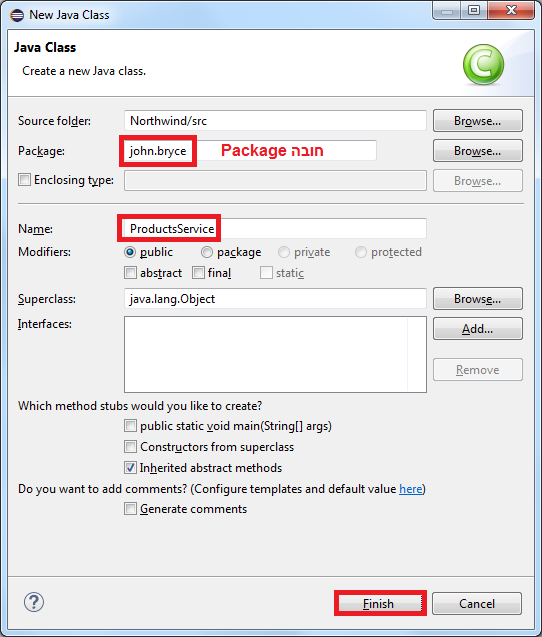 New Java Class
Java Class
Create a new Java class.
Source folder: Northwind/src Browse...
Package: john.bryce חובה Package Browse...
Enclosing type: Browse...
Name: ProductsService
Modifiers: public package private protected
abstract final static
Superclass: java.lang.Object Browse...
Interfaces: Add...
Remove
Which method stubs would you like to create?
public static void main(String[] args)
Constructors from superclass
Inherited abstract methods
Do you want to add comments? (Configure templates and default value here)
Generate comments
Finish Cancel